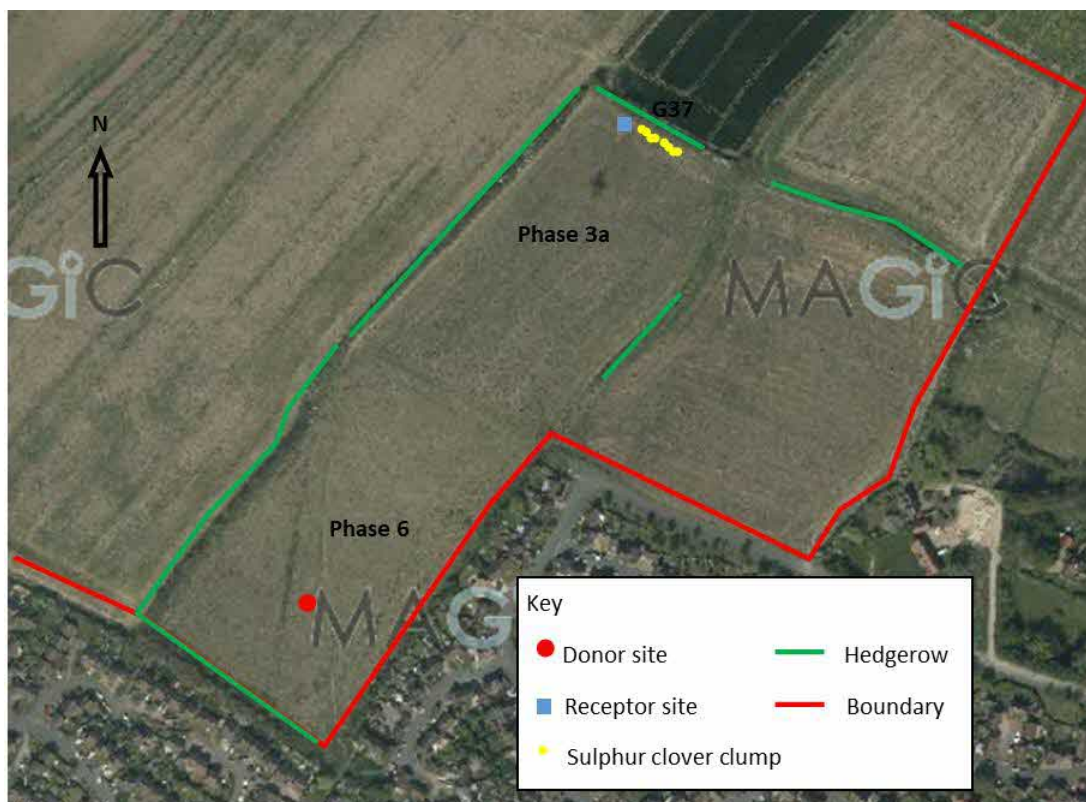 G37
N
Phase 3a
GiC
MAGiC
Phase 6
MAG
Key
Donor site
Hedgerow
Receptor site
Boundary
Sulphur clover clump